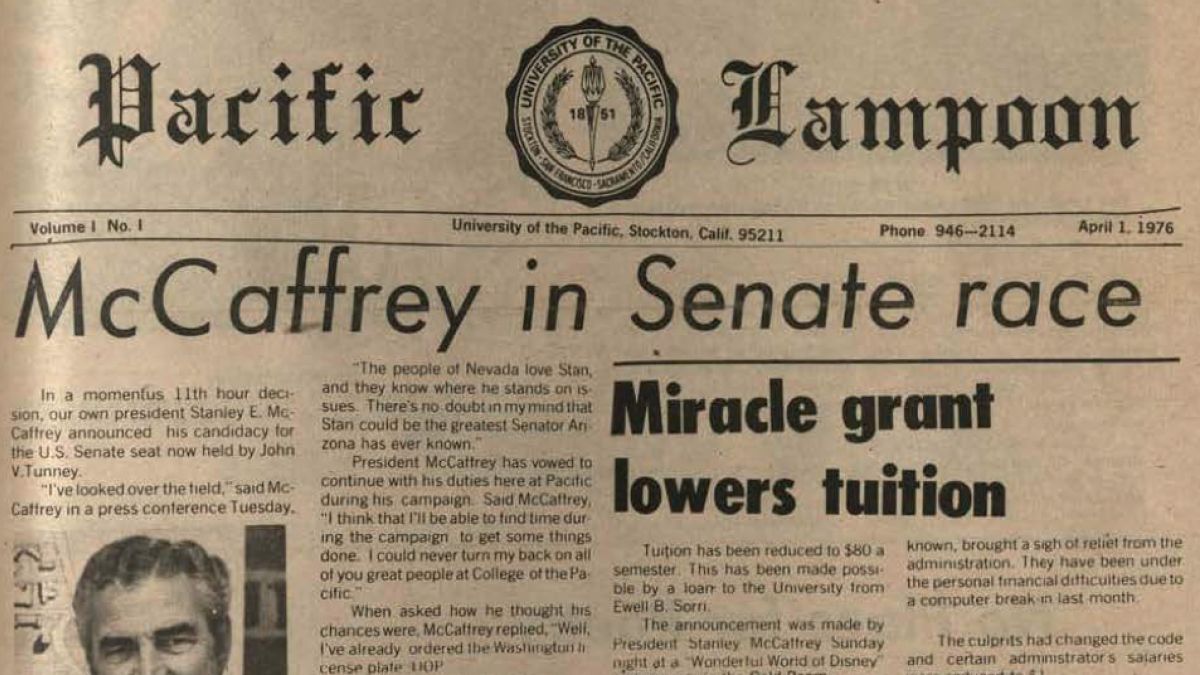 Pacific Lampoon
UNIVERSITY OF THE PACIFIC
1851
STOCKTON · SAN FRANCISCO · SACRAMENTO / CALIFORNIA
Volume I No. I University of the Pacific, Stockton, Calif. 95211 Phone 946—2114 April 1, 1976
McCaffrey in Senate race
In a momentus 11th hour deci-
sion, our own president Stanley E. Mc-
Caffrey announced his candidacy for
the U.S. Senate seat now held by John
V.Tunney.
"I've looked over the field," said Mc-
Caffrey in a press conference Tuesday.
"The people of Nevada love Stan,
and they know where he stands on is-
sues. There's no doubt in my mind that
Stan could be the greatest Senator Ari-
zona has ever known."
President McCaffrey has vowed to
continue with his duties here at Pacific
during his campaign. Said McCaffrey,
"I think that I'll be able to find time dur-
ing the campaign to get some things
done. I could never turn my back on all
of you great people at College of the Pa-
cific."
When asked how he thought his
chances were, McCaffrey replied, "Well,
I've already ordered the Washington li-
cense plate UOP
Miracle grant
lowers tuition
Tuition has been reduced to $80 a
semester. This has been made possi-
ble by a loan to the University from
Ewell B. Sorri.
The announcement was made by
President Stanley McCaffrey Sunday
night at a "Wonderful World of Disney"
known, brought a sigh of relief from the
administration. They have been under
the personal financial difficulties due to
a computer break-in last month.
The culprits had changed the code
and certain administrator's salaries